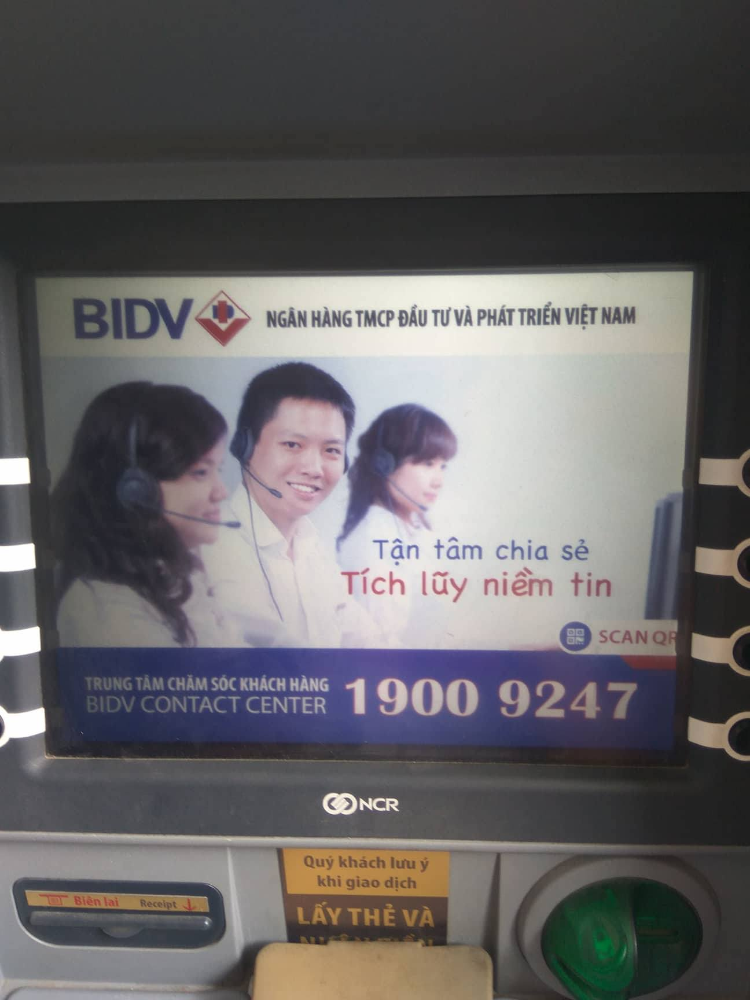 BIDV NGÂN HÀNG TMCP ĐẦU TƯ VÀ PHÁT TRIỂN VIỆT NAM
Tận tâm chia sẻ
Tích lũy niềm tin
SCAN QR
TRUNG TÂM CHĂM SÓC KHÁCH HÀNG
BIDV CONTACT CENTER
1900 9247
NCR
Quý khách lưu ý
khi giao dịch
LẤY THẺ VÀ
Biên lai Receipt